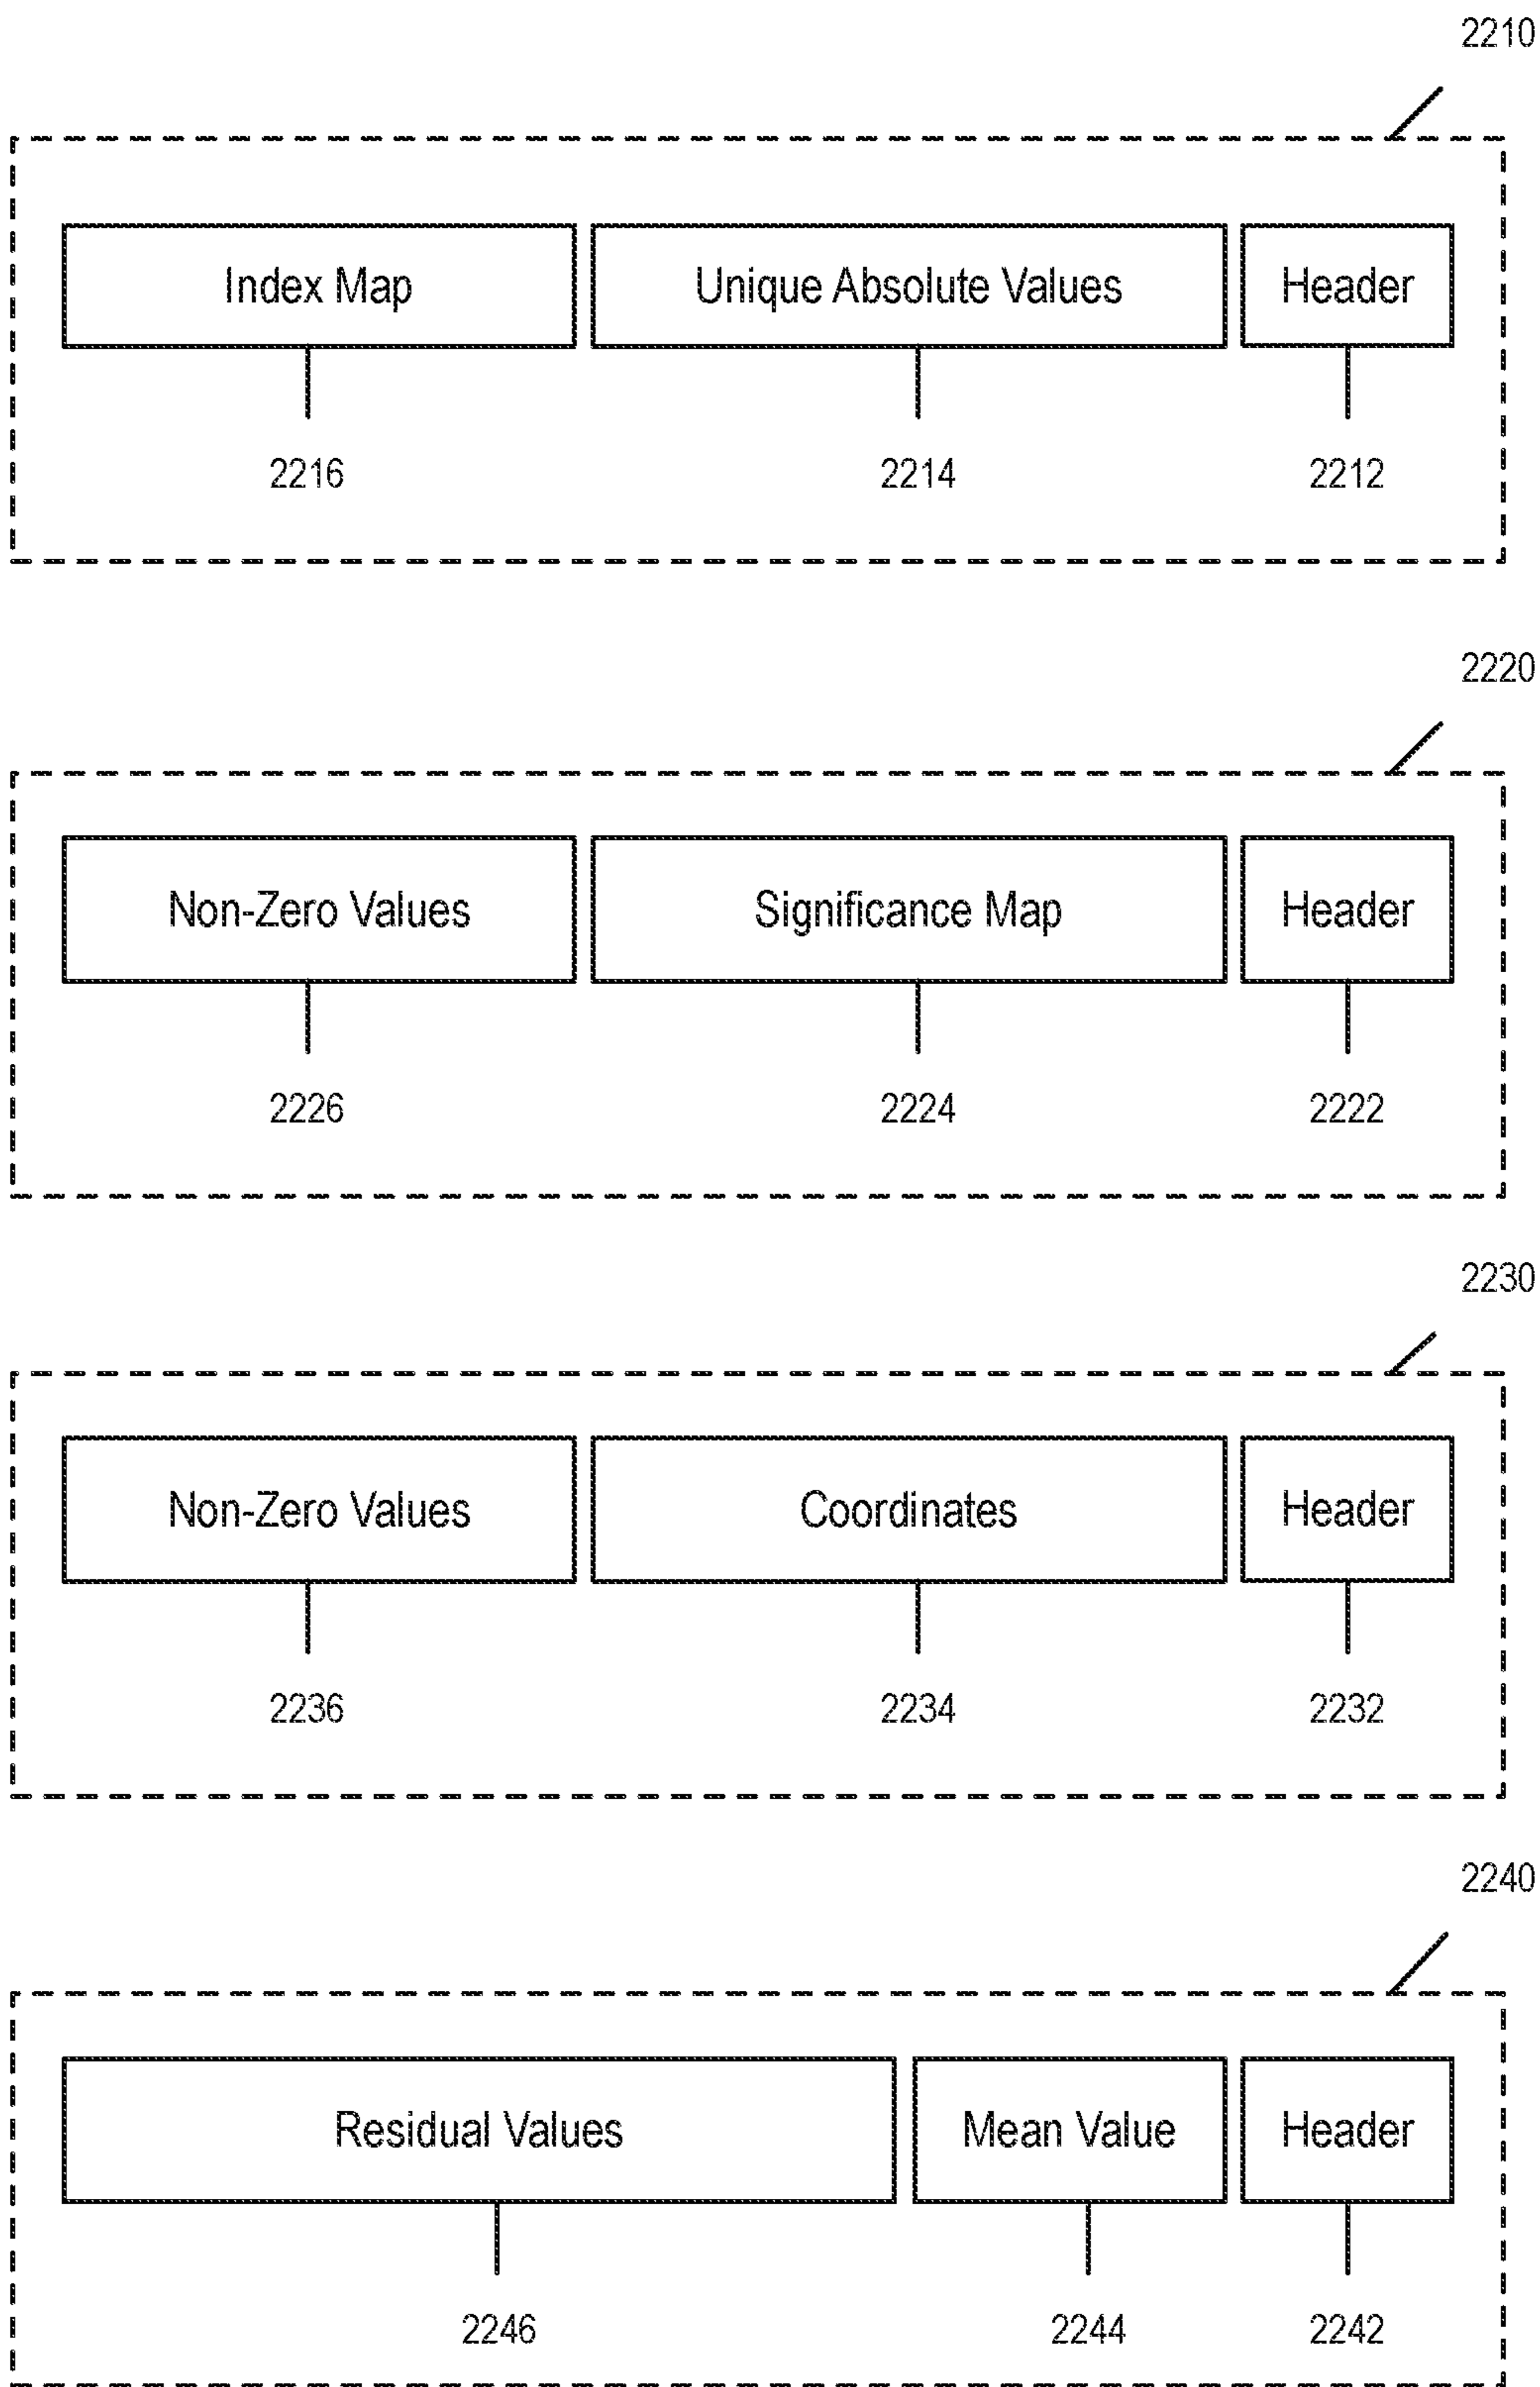 2210
Index Map Unique Absolute Values Header
2216 2214 2212
2220
Non-Zero Values Significance Map Header
2226 2224 2222
2230
Non-Zero Values Coordinates Header
2236 2234 2232
2240
Residual Values Mean Value Header
2246 2244 2242